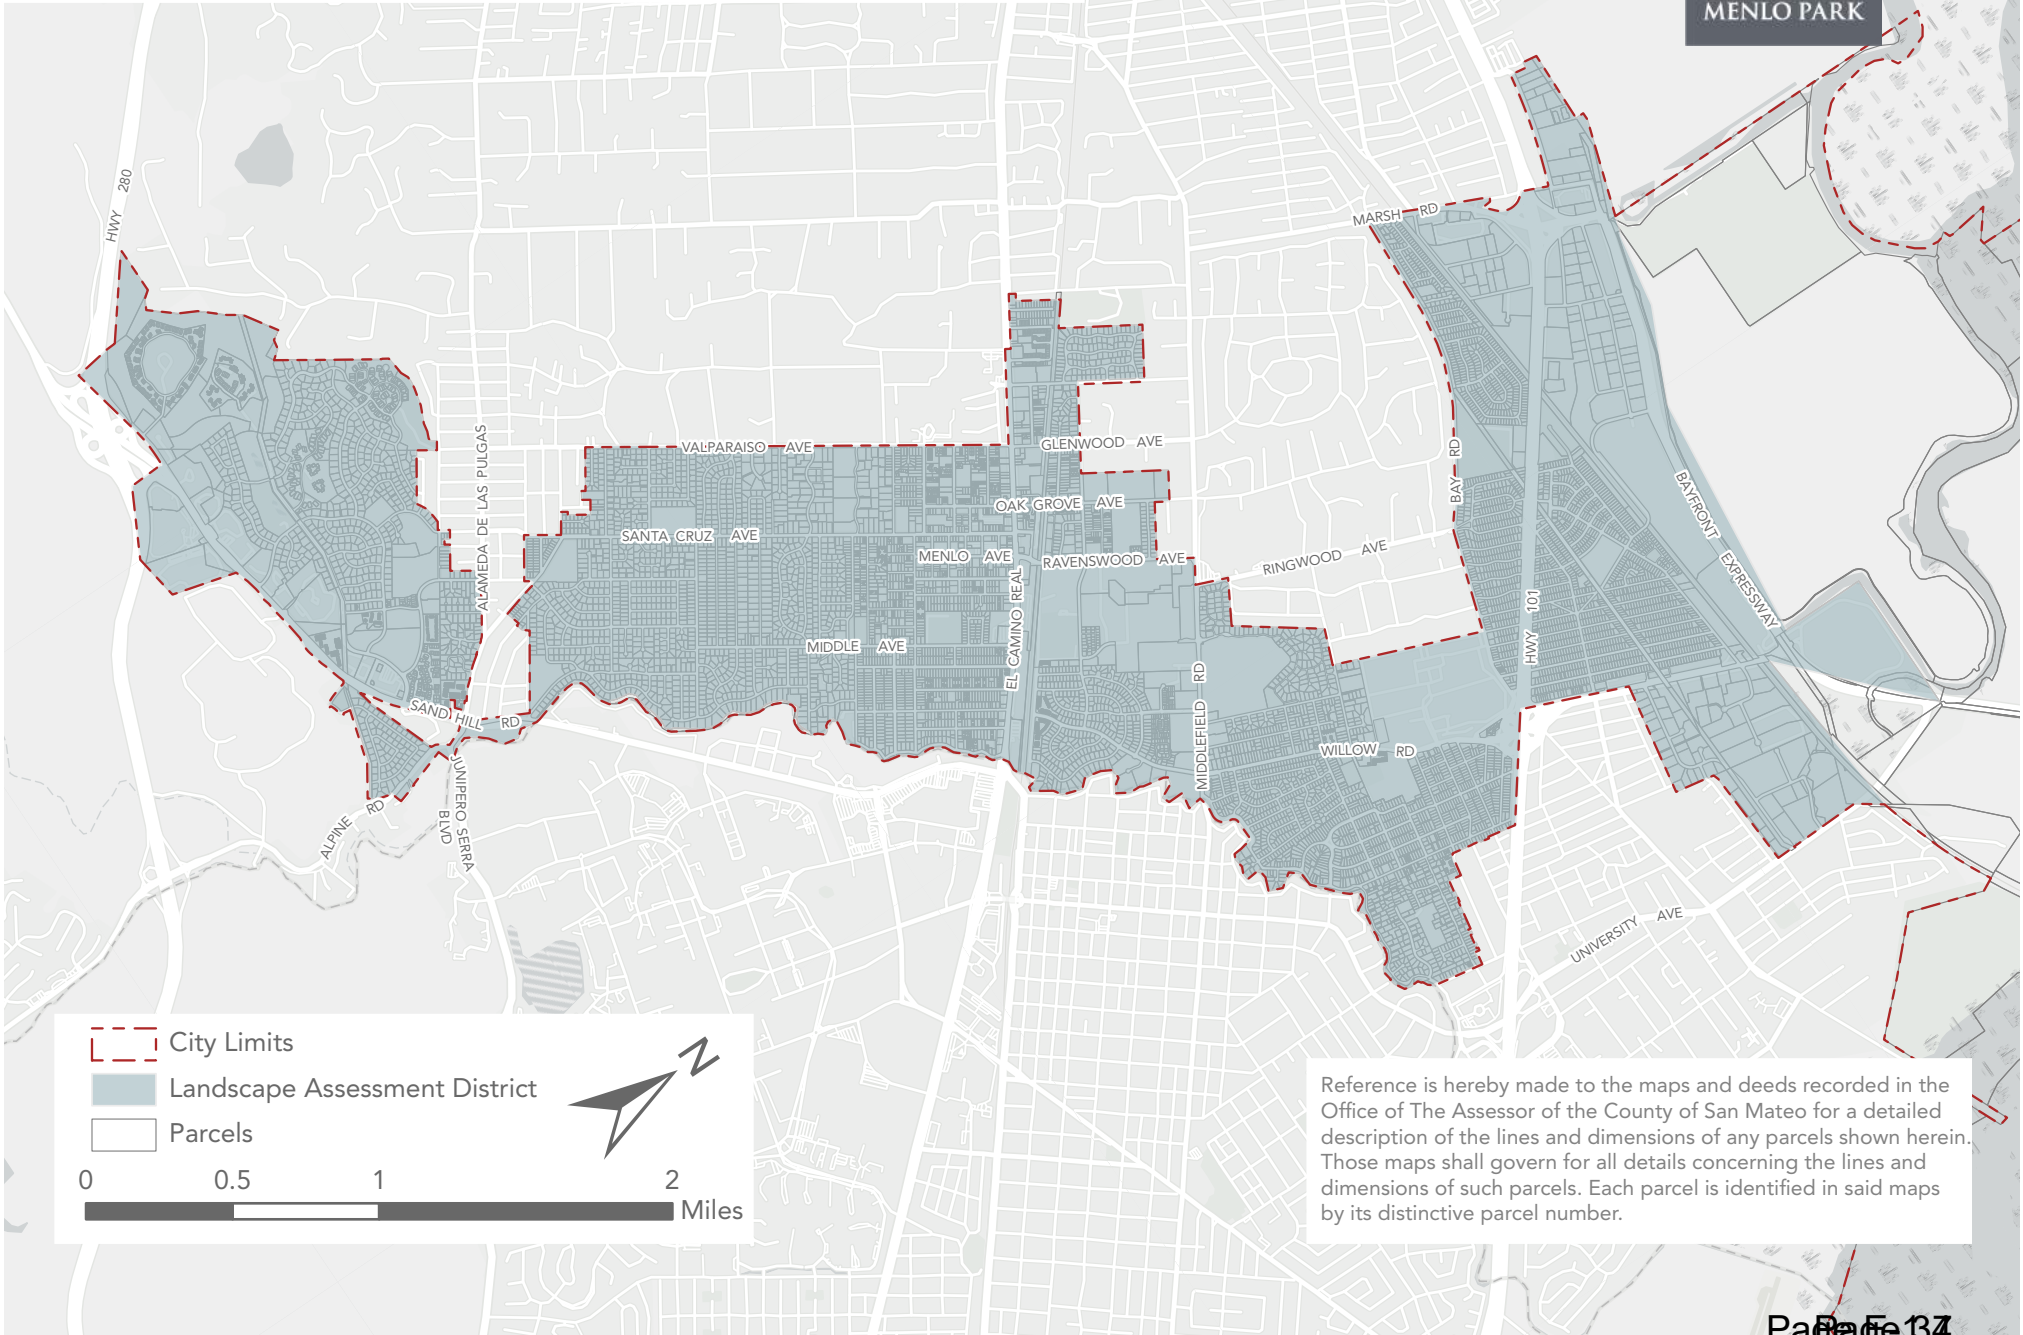 MENLO PARK
HWY 280
MARSH RD
ALAMEDA DE LAS PULGAS
VALPARAISO AVE
GLENWOOD AVE
BAY RD
OAK GROVE AVE
SANTA CRUZ AVE
MENLO AVE
RAVENSWOOD AVE
RINGWOOD AVE
BAYFRONT EXPRESSWAY
EL CAMINO REAL
HWY 101
MIDDLE AVE
MIDDLEFIELD RD
SAND HILL RD
WILLOW RD
ALPINE RD
JUNIPERO SERRA
BLVD
UNIVERSITY AVE
City Limits
Landscape Assessment District
Parcels
N
0 0.5 1 2
Miles
Reference is hereby made to the maps and deeds recorded in the
Office of The Assessor of the County of San Mateo for a detailed
description of the lines and dimensions of any parcels shown herein.
Those maps shall govern for all details concerning the lines and
dimensions of such parcels. Each parcel is identified in said maps
by its distinctive parcel number.